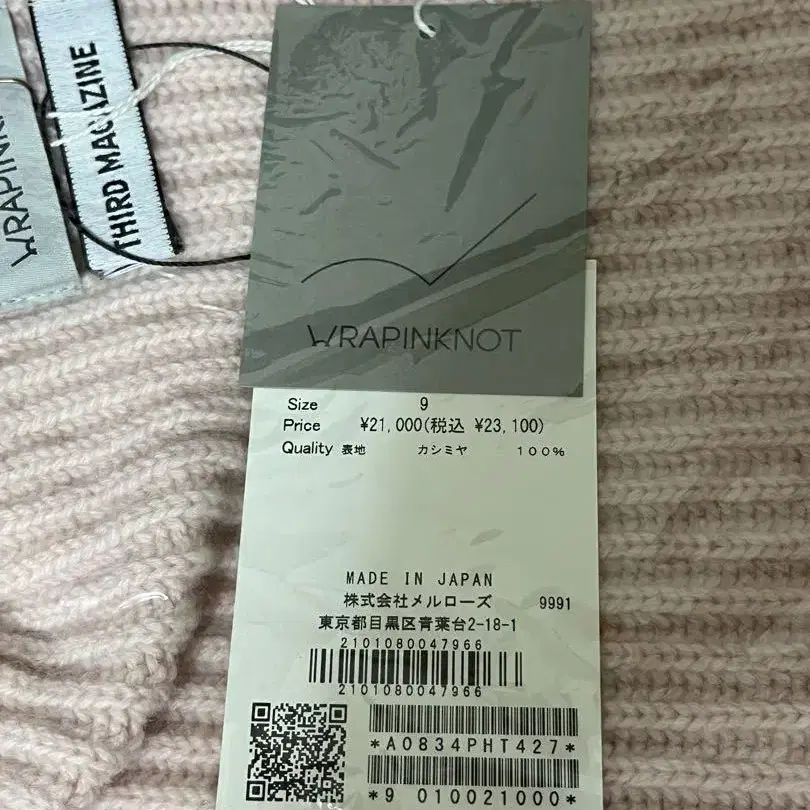 WRAPINK
THIRD MAGAZINE
WRAPINKNOT
Size 9
Price ¥21,000(税込 ¥23,100)
Quality 表地 カシミヤ 100%
MADE IN JAPAN
株式会社メルローズ 9991
東京都目黒区青葉台2-18-1
2101080047966
2101080047966
*A0834PHT427*
*9 010021000*